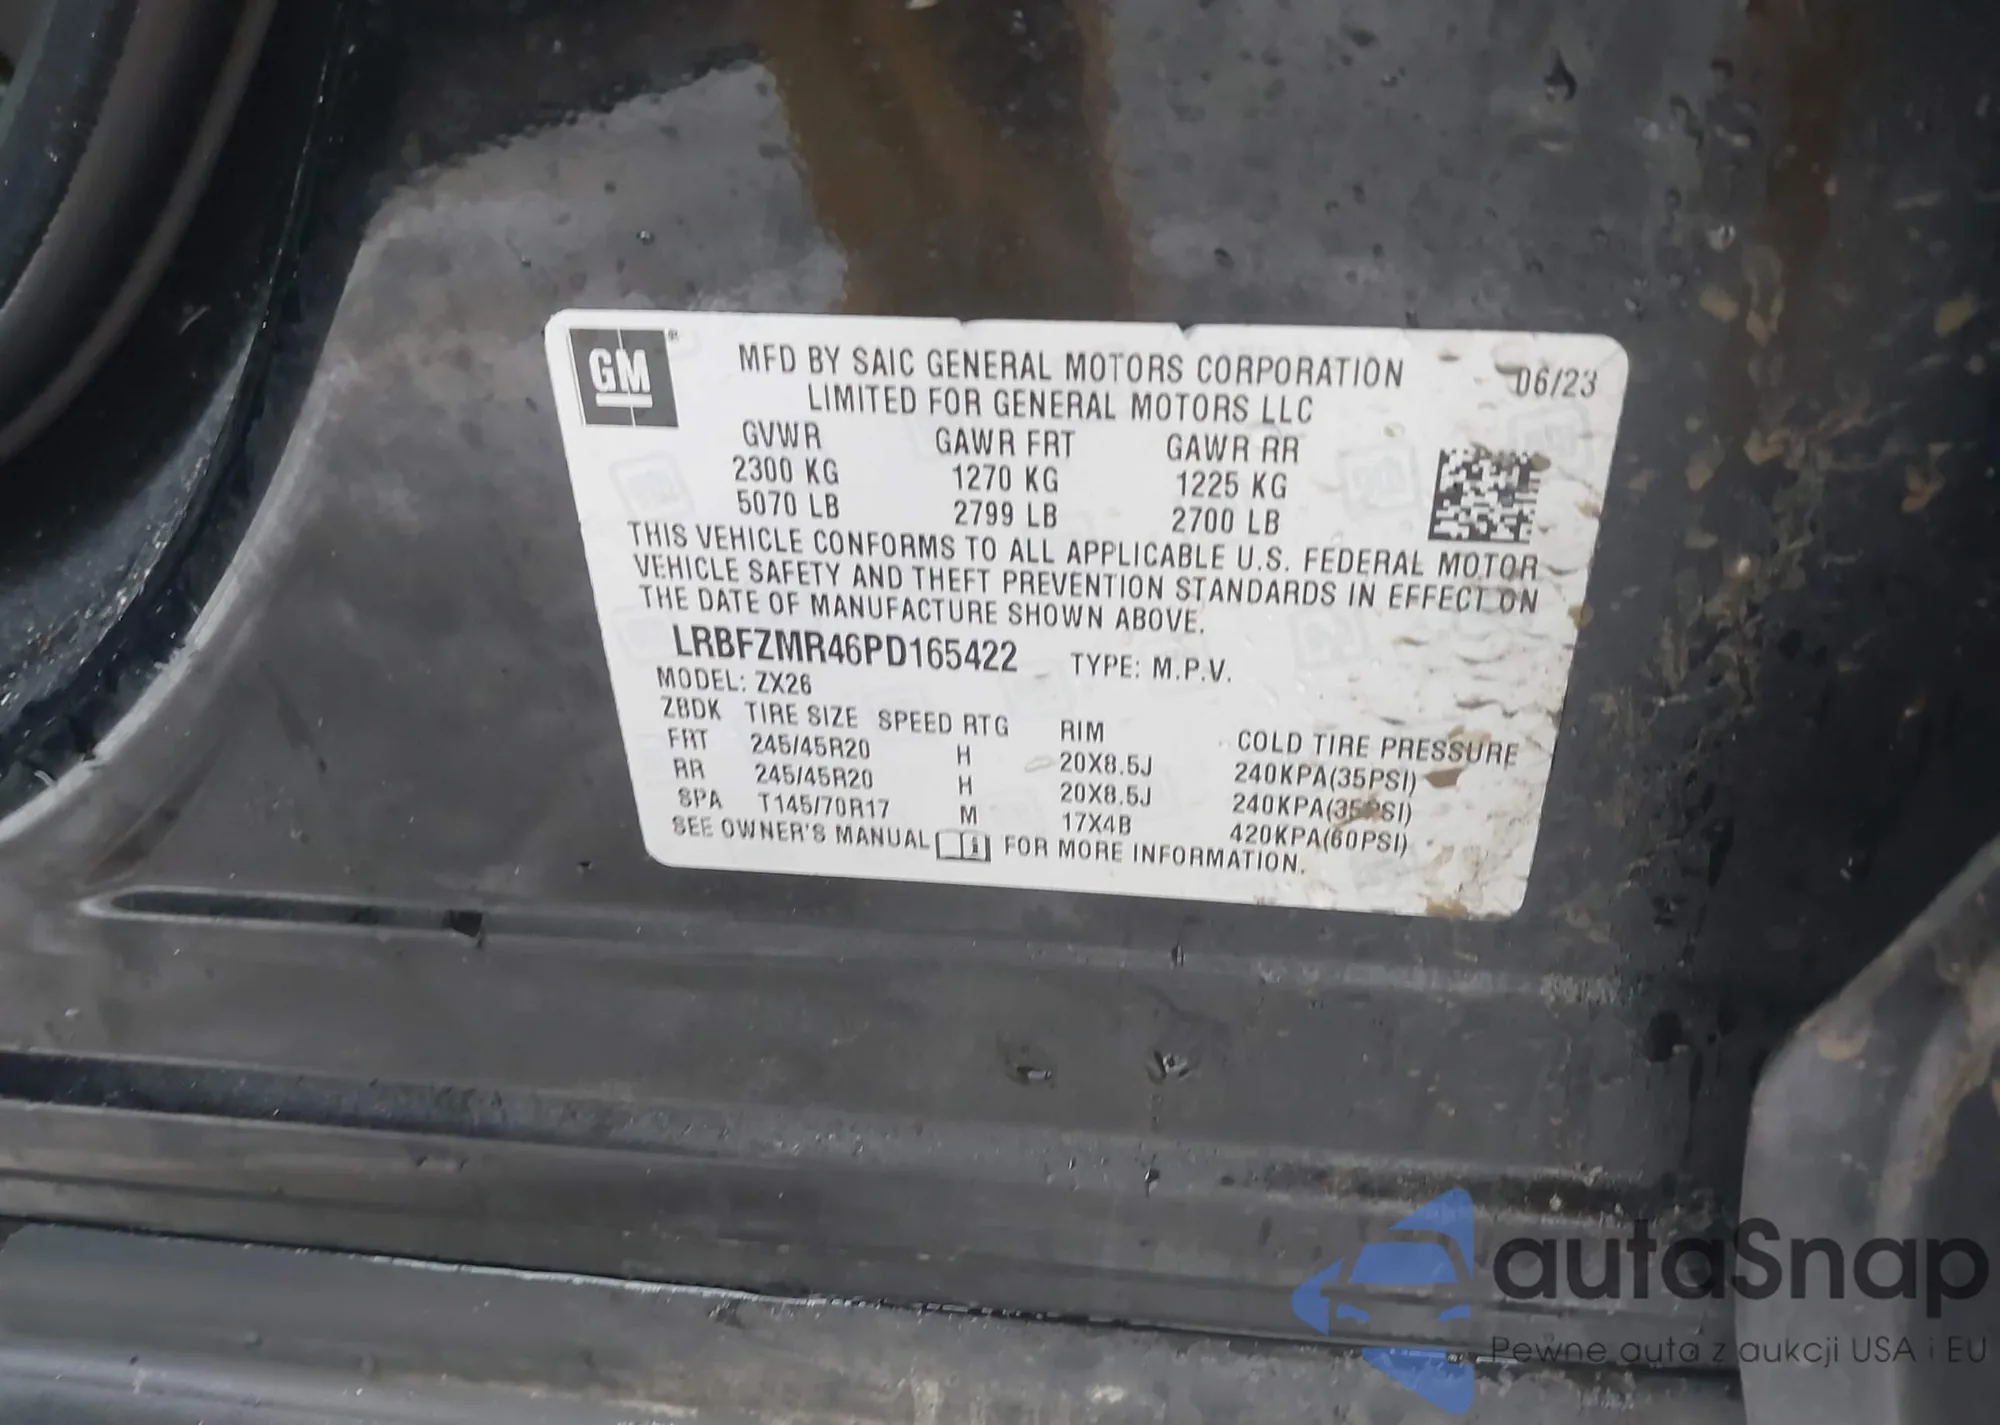 GM
MFD BY SAIC GENERAL MOTORS CORPORATION 06/23
LIMITED FOR GENERAL MOTORS LLC
GVWR GAWR FRT GAWR RR
2300 KG 1270 KG 1225 KG
5070 LB 2799 LB 2700 LB
THIS VEHICLE CONFORMS TO ALL APPLICABLE U.S. FEDERAL MOTOR
VEHICLE SAFETY AND THEFT PREVENTION STANDARDS IN EFFECT ON
THE DATE OF MANUFACTURE SHOWN ABOVE.
LRBFZMR46PD165422 TYPE: M.P.V.
MODEL: ZX26
ZBDK TIRE SIZE SPEED RTG RIM COLD TIRE PRESSURE
FRT 245/45R20 H 20X8.5J 240KPA(35PSI)
RR 245/45R20 H 20X8.5J 240KPA(35PSI)
SPA T145/70R17 M 17X4B 420KPA(60PSI)
SEE OWNER'S MANUAL FOR MORE INFORMATION.
autaSnap
Pewne auta z aukcji USA i EU